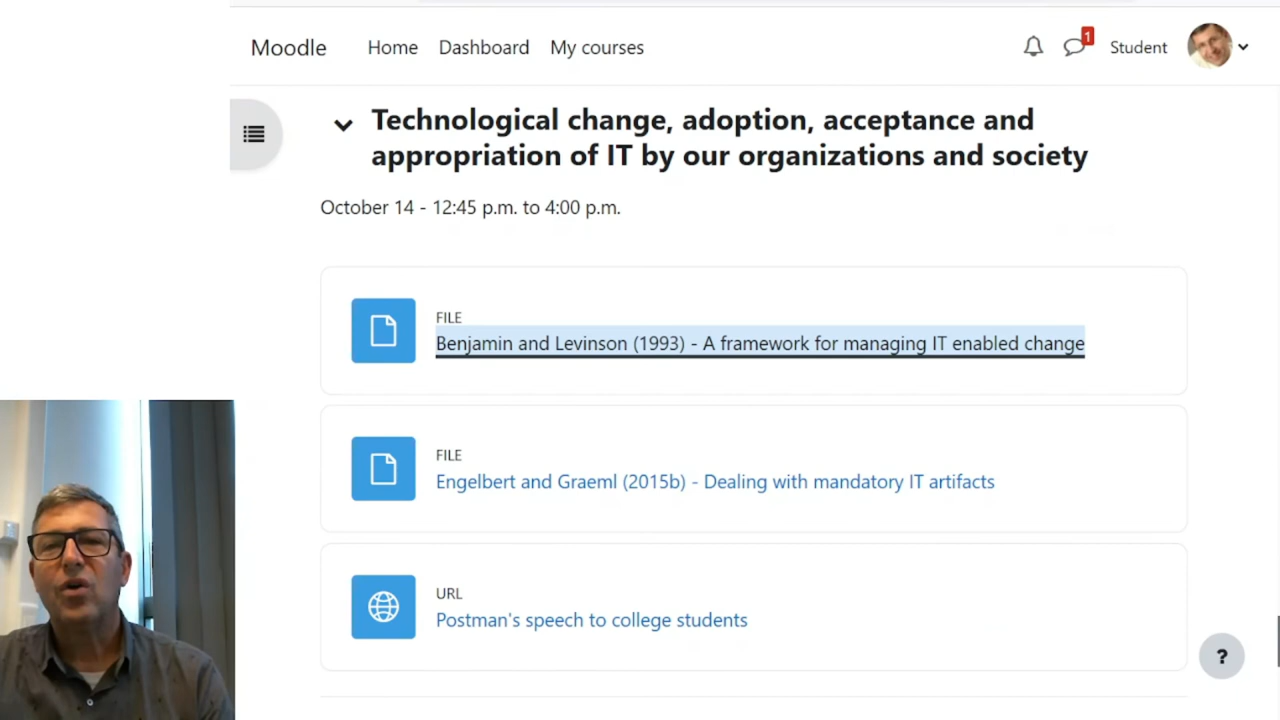 Moodle Home Dashboard My courses 1 Student
Technological change, adoption, acceptance and
appropriation of IT by our organizations and society
October 14 - 12:45 p.m. to 4:00 p.m.
FILE
Benjamin and Levinson (1993) - A framework for managing IT enabled change
FILE
Engelbert and Graeml (2015b) - Dealing with mandatory IT artifacts
URL
Postman's speech to college students
?